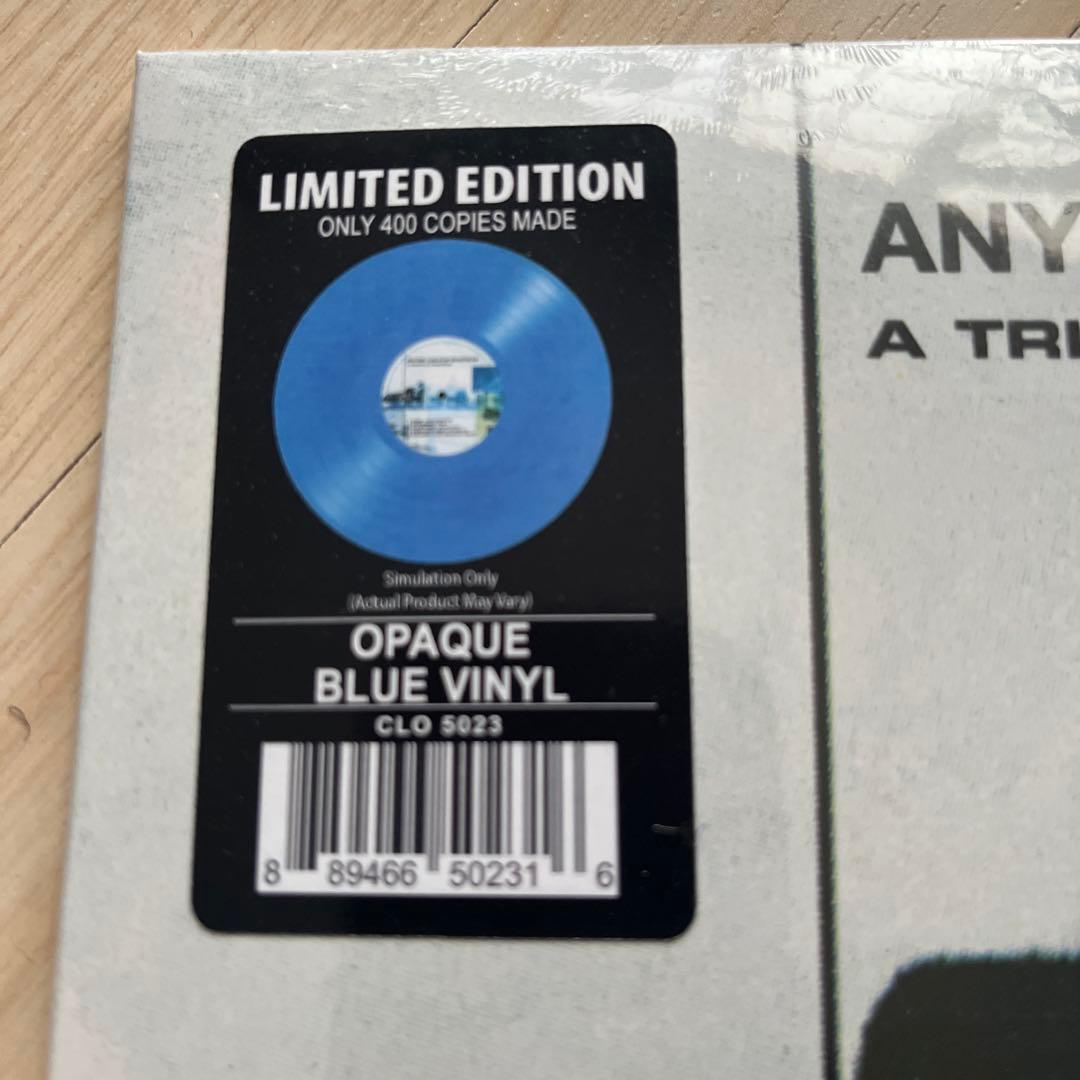 LIMITED EDITION
ONLY 400 COPIES MADE
Simulation Only
(Actual Product May Vary)
OPAQUE
BLUE VINYL
CLO 5023
8 89466 50231 6
ANY
A TRI